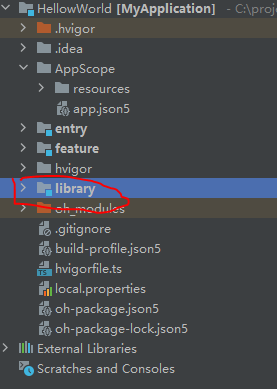 HellowWorld [MyApplication] - C:\proj
.hvigor
.idea
AppScope
resources
app.json5
entry
feature
hvigor
library
oh_modules
.gitignore
build-profile.json5
hvigorfile.ts
local.properties
oh-package.json5
oh-package-lock.json5
External Libraries
Scratches and Consoles